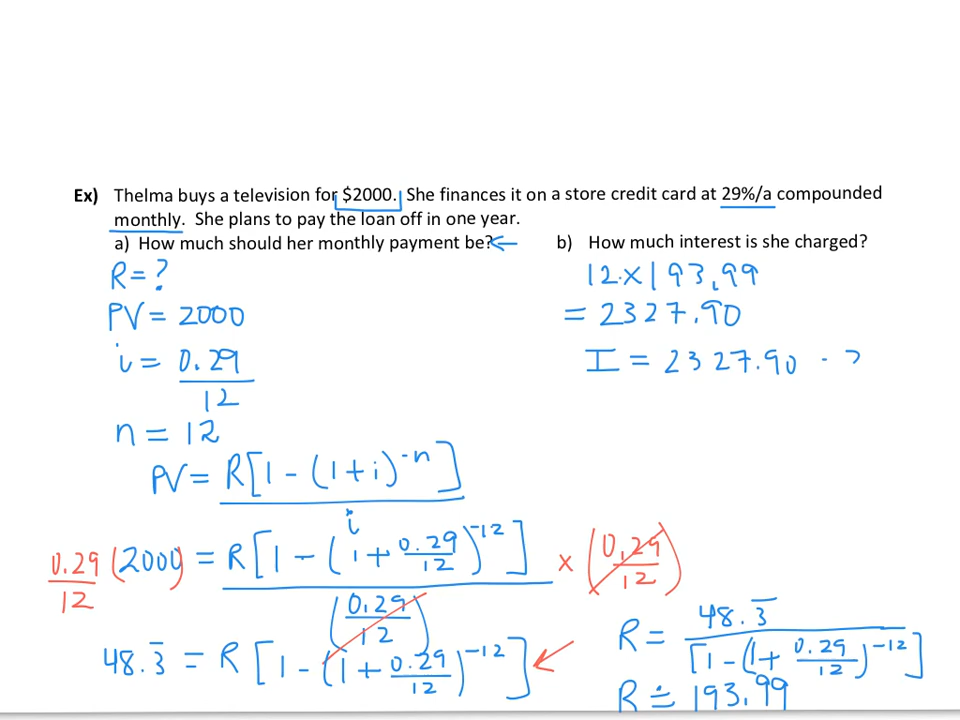 Ex) Thelma buys a television for $2000. She finances it on a store credit card at 29%/a compounded
monthly. She plans to pay the loan off in one year.
a) How much should her monthly payment be?
R = ?
PV = 2000
i = 0.29
12
n = 12
PV = R[1 - (1 + i)^-n]
i
0.29 (2000) = R[1 - (1 + 0.29)^-12] × (0.29)
12 12 12
(0.29)
12
48.3̅ = R[1 - (1 + 0.29)^-12]
12
b) How much interest is she charged?
12 × 193.99
= 2327.90
I = 2327.90 -
R = 48.3̅
[1 - (1 + 0.29)^-12]
12
R ≐ 193.99